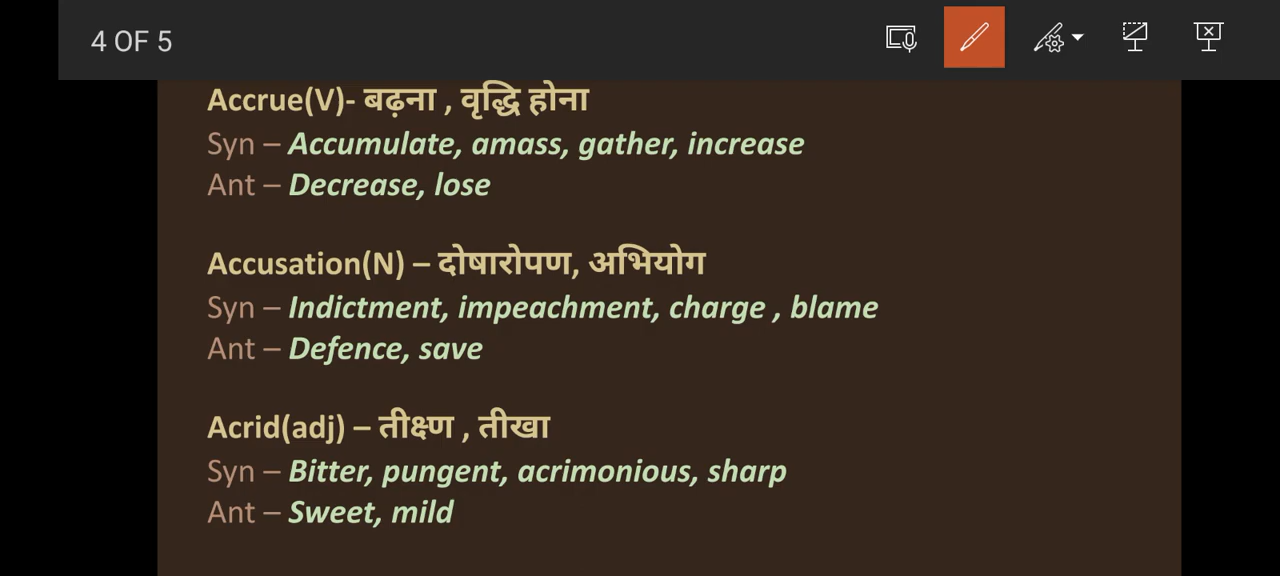 4 OF 5
Accrue(V)- बढ़ना , वृद्धि होना
Syn – Accumulate, amass, gather, increase
Ant – Decrease, lose
Accusation(N) – दोषारोपण, अभियोग
Syn – Indictment, impeachment, charge , blame
Ant – Defence, save
Acrid(adj) – तीक्ष्ण , तीखा
Syn – Bitter, pungent, acrimonious, sharp
Ant – Sweet, mild